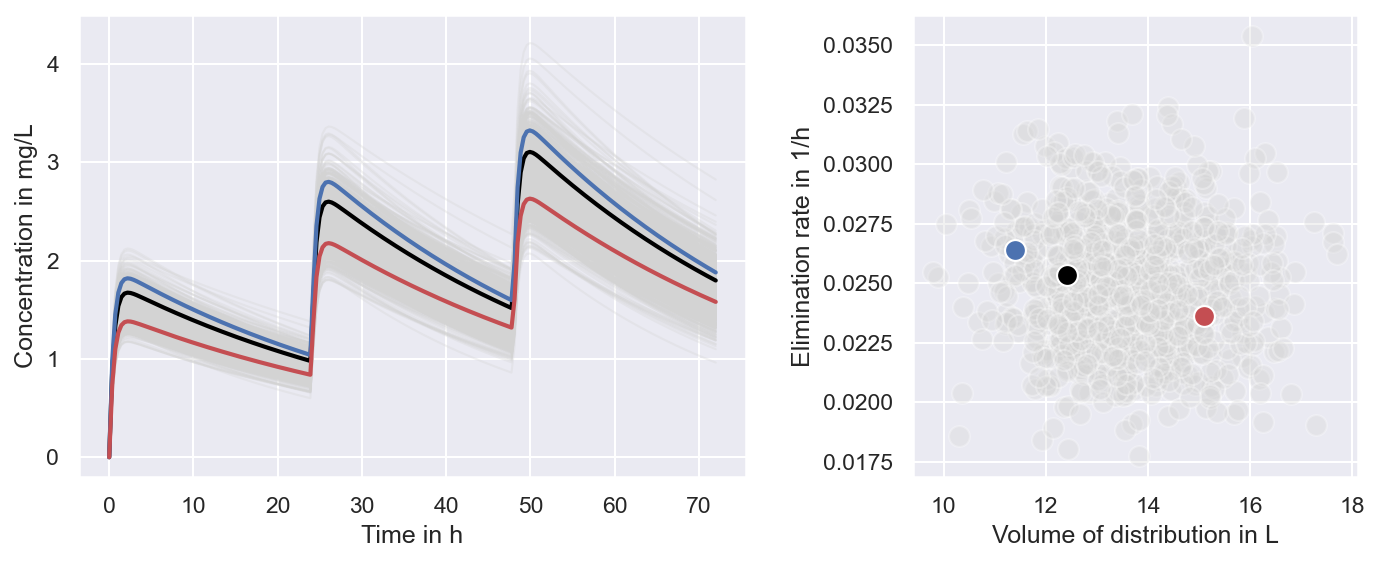 Concentration in mg/L
4
3
2
1
0
0 10 20 30 40 50 60 70
Time in h
Elimination rate in 1/h
0.0350
0.0325
0.0300
0.0275
0.0250
0.0225
0.0200
0.0175
10 12 14 16 18
Volume of distribution in L